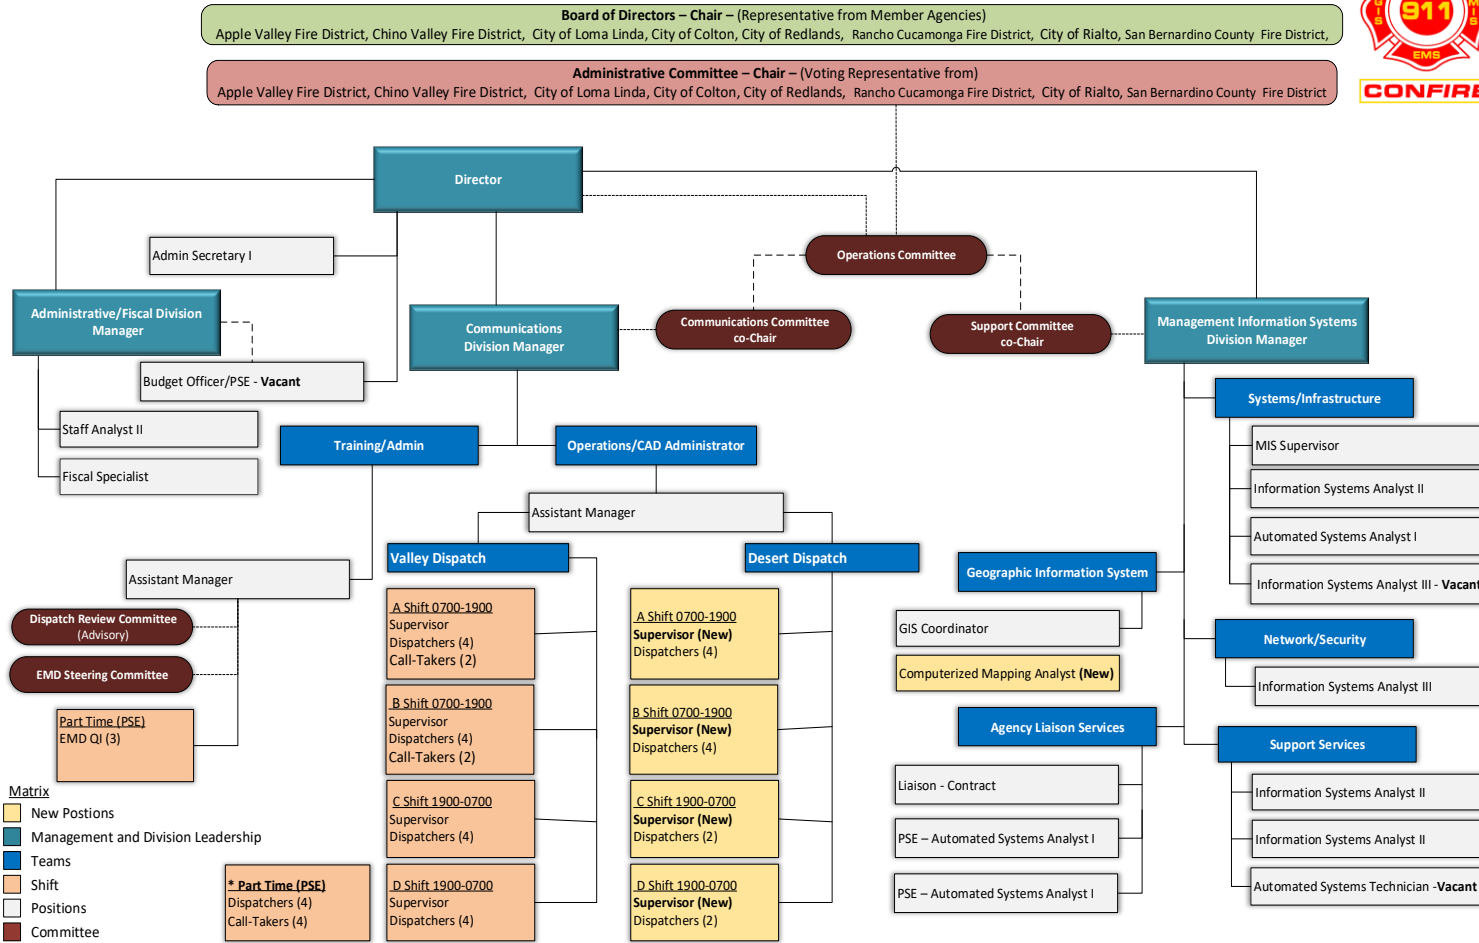 Board of Directors – Chair – (Representative from Member Agencies)
Apple Valley Fire District, Chino Valley Fire District, City of Loma Linda, City of Colton, City of Redlands, Rancho Cucamonga Fire District, City of Rialto, San Bernardino County Fire District,
Administrative Committee – Chair – (Voting Representative from)
Apple Valley Fire District, Chino Valley Fire District, City of Loma Linda, City of Colton, City of Redlands, Rancho Cucamonga Fire District, City of Rialto, San Bernardino County Fire District
GIS
911
MIS
EMS
CONFIRE
Director
Admin Secretary I
Operations Committee
Administrative/Fiscal Division
Manager
Communications
Division Manager
Communications Committee
co-Chair
Support Committee
co-Chair
Management Information Systems
Division Manager
Budget Officer/PSE - Vacant
Staff Analyst II
Fiscal Specialist
Training/Admin
Operations/CAD Administrator
Assistant Manager
Valley Dispatch
Desert Dispatch
Assistant Manager
Dispatch Review Committee
(Advisory)
EMD Steering Committee
Part Time (PSE)
EMD QI (3)
A Shift 0700-1900
Supervisor
Dispatchers (4)
Call-Takers (2)
B Shift 0700-1900
Supervisor
Dispatchers (4)
Call-Takers (2)
C Shift 1900-0700
Supervisor
Dispatchers (4)
D Shift 1900-0700
Supervisor
Dispatchers (4)
* Part Time (PSE)
Dispatchers (4)
Call-Takers (4)
A Shift 0700-1900
Supervisor (New)
Dispatchers (4)
B Shift 0700-1900
Supervisor (New)
Dispatchers (4)
C Shift 1900-0700
Supervisor (New)
Dispatchers (2)
D Shift 1900-0700
Supervisor (New)
Dispatchers (2)
Systems/Infrastructure
MIS Supervisor
Information Systems Analyst II
Automated Systems Analyst I
Information Systems Analyst III - Vacant
Geographic Information System
GIS Coordinator
Computerized Mapping Analyst (New)
Network/Security
Information Systems Analyst III
Agency Liaison Services
Liaison - Contract
PSE – Automated Systems Analyst I
PSE – Automated Systems Analyst I
Support Services
Information Systems Analyst II
Information Systems Analyst II
Automated Systems Technician -Vacant
Matrix
New Postions
Management and Division Leadership
Teams
Shift
Positions
Committee